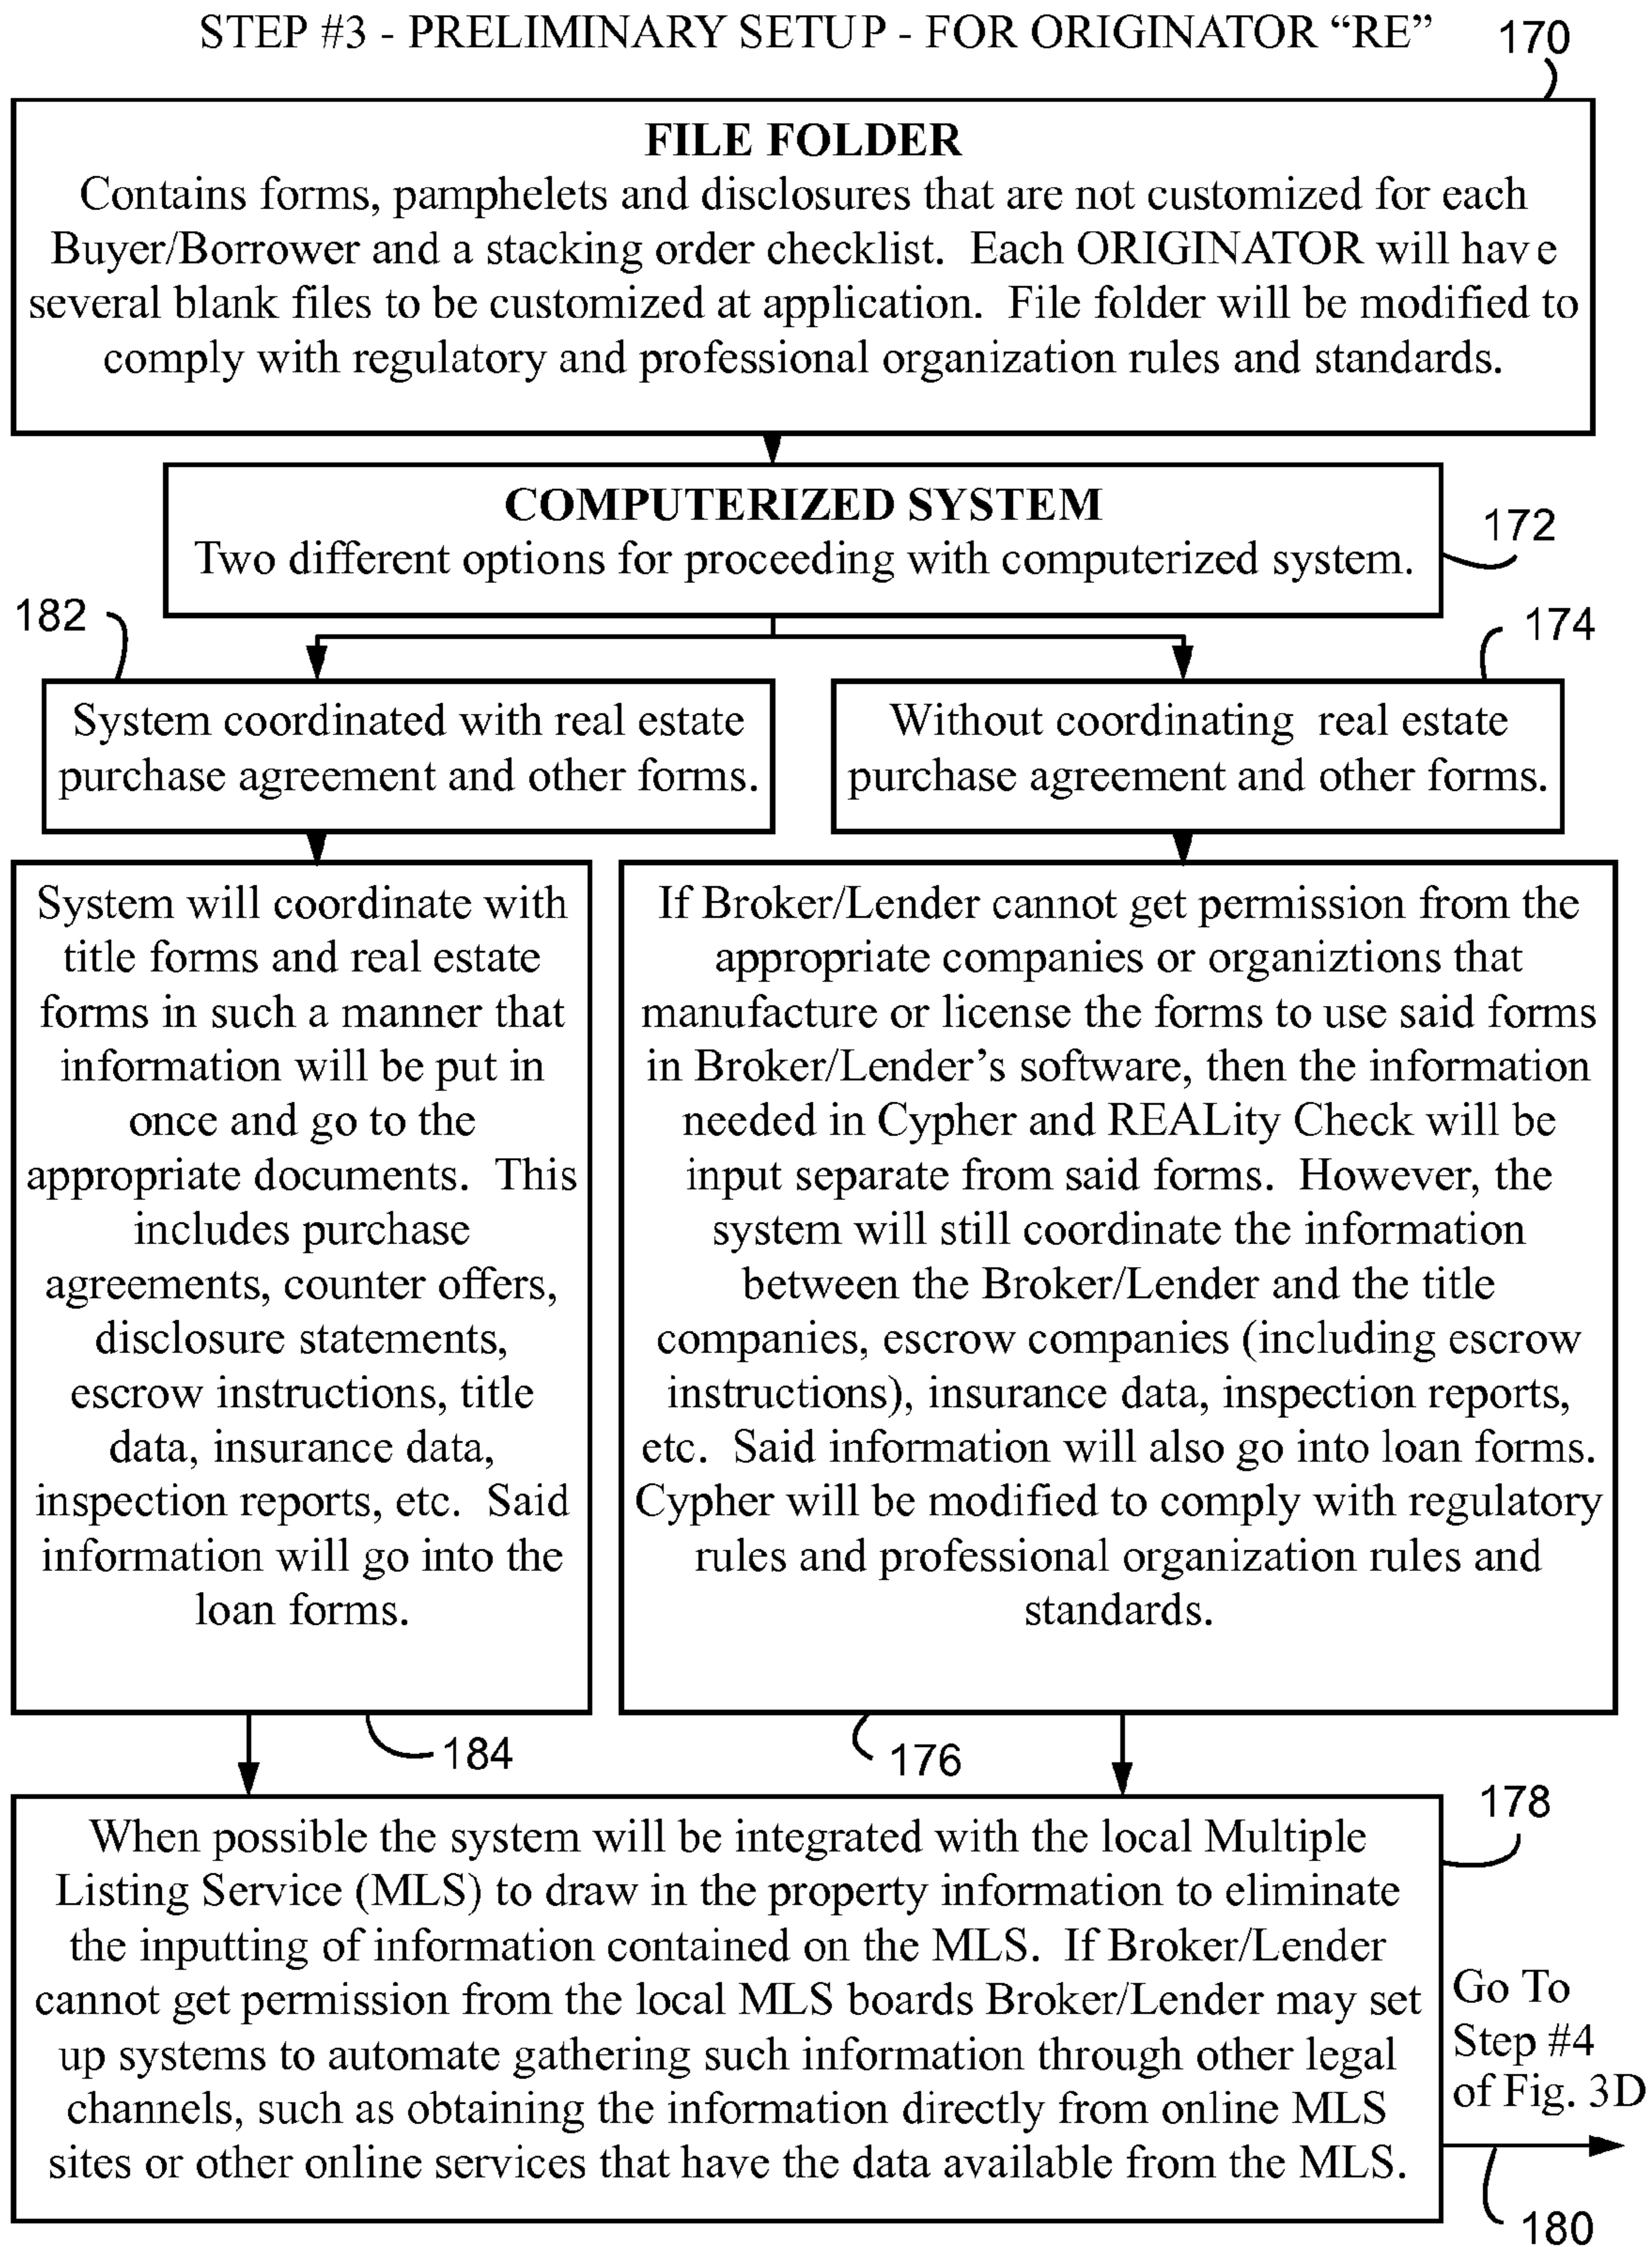 STEP #3 - PRELIMINARY SETUP - FOR ORIGINATOR “RE”
170
FILE FOLDER
Contains forms, pamphelets and disclosures that are not customized for each
Buyer/Borrower and a stacking order checklist. Each ORIGINATOR will have
several blank files to be customized at application. File folder will be modified to
comply with regulatory and professional organization rules and standards.
COMPUTERIZED SYSTEM
Two different options for proceeding with computerized system.
172
182
System coordinated with real estate
purchase agreement and other forms.
174
Without coordinating real estate
purchase agreement and other forms.
System will coordinate with
title forms and real estate
forms in such a manner that
information will be put in
once and go to the
appropriate documents. This
includes purchase
agreements, counter offers,
disclosure statements,
escrow instructions, title
data, insurance data,
inspection reports, etc. Said
information will go into the
loan forms.
184
If Broker/Lender cannot get permission from the
appropriate companies or organiztions that
manufacture or license the forms to use said forms
in Broker/Lender’s software, then the information
needed in Cypher and REALity Check will be
input separate from said forms. However, the
system will still coordinate the information
between the Broker/Lender and the title
companies, escrow companies (including escrow
instructions), insurance data, inspection reports,
etc. Said information will also go into loan forms.
Cypher will be modified to comply with regulatory
rules and professional organization rules and
standards.
176
178
When possible the system will be integrated with the local Multiple
Listing Service (MLS) to draw in the property information to eliminate
the inputting of information contained on the MLS. If Broker/Lender
cannot get permission from the local MLS boards Broker/Lender may set
up systems to automate gathering such information through other legal
channels, such as obtaining the information directly from online MLS
sites or other online services that have the data available from the MLS.
Go To
Step #4
of Fig. 3D
180